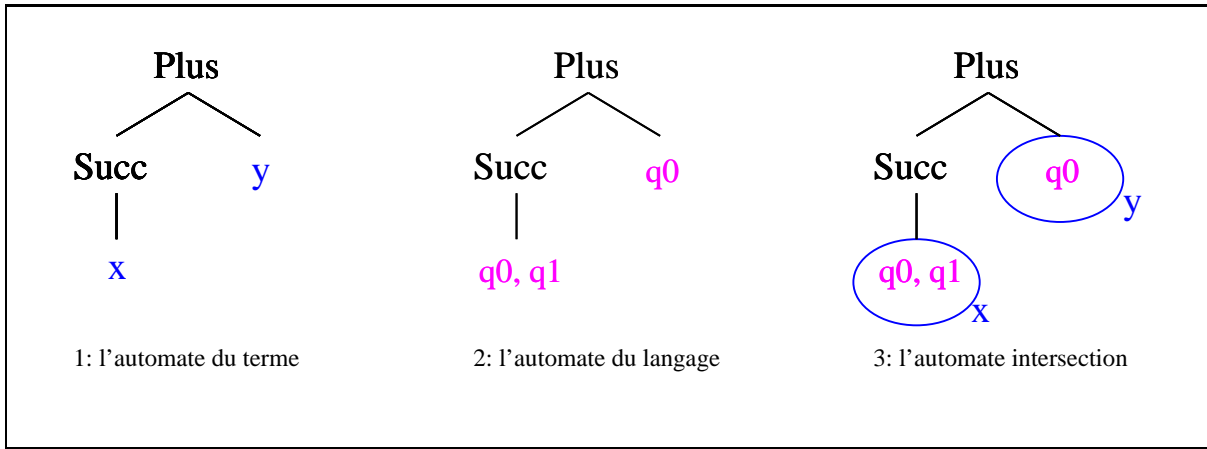 Plus
Succ y
x
1: l'automate du terme
Plus
Succ q0
q0, q1
2: l'automate du langage
Plus
Succ q0
y
q0, q1
x
3: l'automate intersection